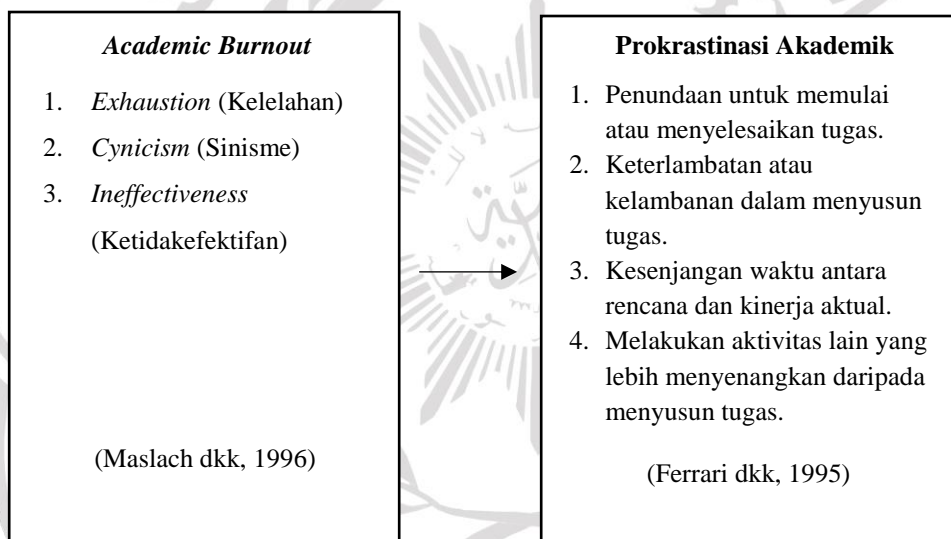 Academic Burnout
1. Exhaustion (Kelelahan)
2. Cynicism (Sinisme)
3. Ineffectiveness
(Ketidakefektifan)
(Maslach dkk, 1996)
Prokrastinasi Akademik
1. Penundaan untuk memulai
atau menyelesaikan tugas.
2. Keterlambatan atau
kelambanan dalam menyusun
tugas.
3. Kesenjangan waktu antara
rencana dan kinerja aktual.
4. Melakukan aktivitas lain yang
lebih menyenangkan daripada
menyusun tugas.
(Ferrari dkk, 1995)